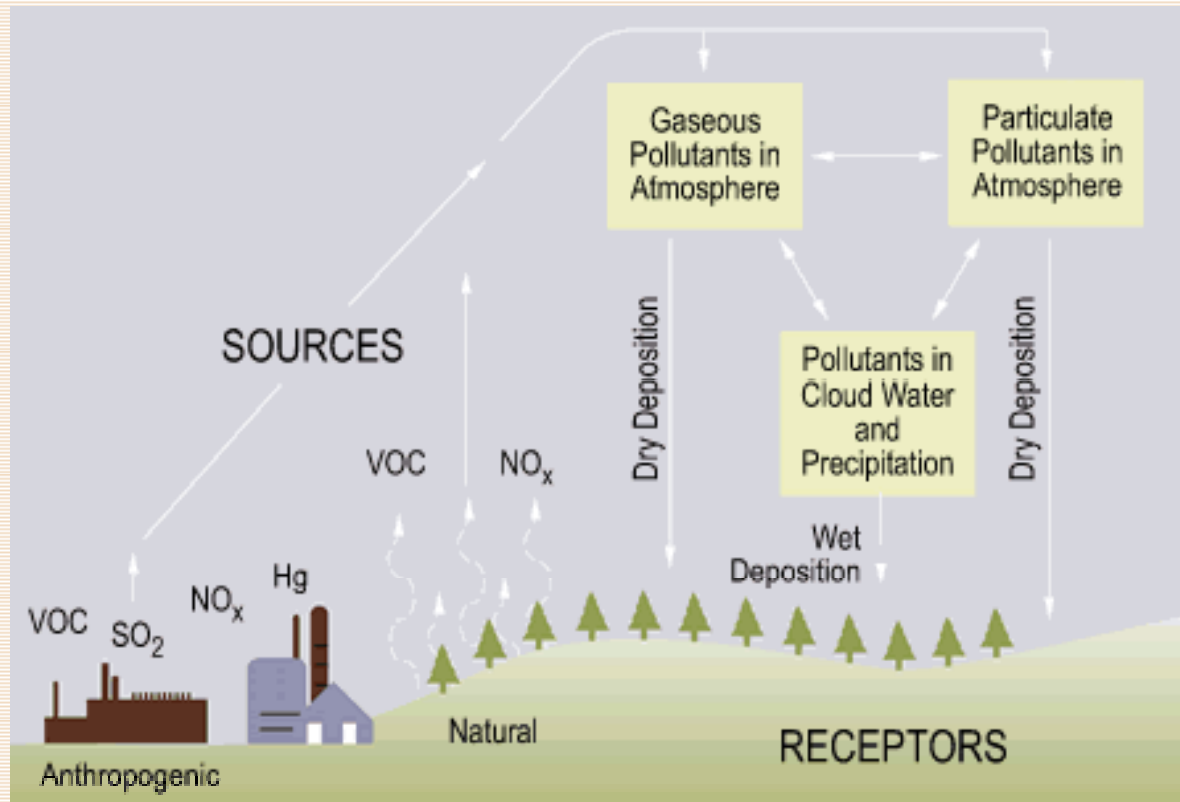 Gaseous
Pollutants in
Atmosphere
Particulate
Pollutants in
Atmosphere
SOURCES
Dry Deposition
Pollutants in
Cloud Water
and
Precipitation
Dry Deposition
VOC
NOx
Wet
Deposition
VOC
SO2
NOx
Hg
Natural
RECEPTORS
Anthropogenic